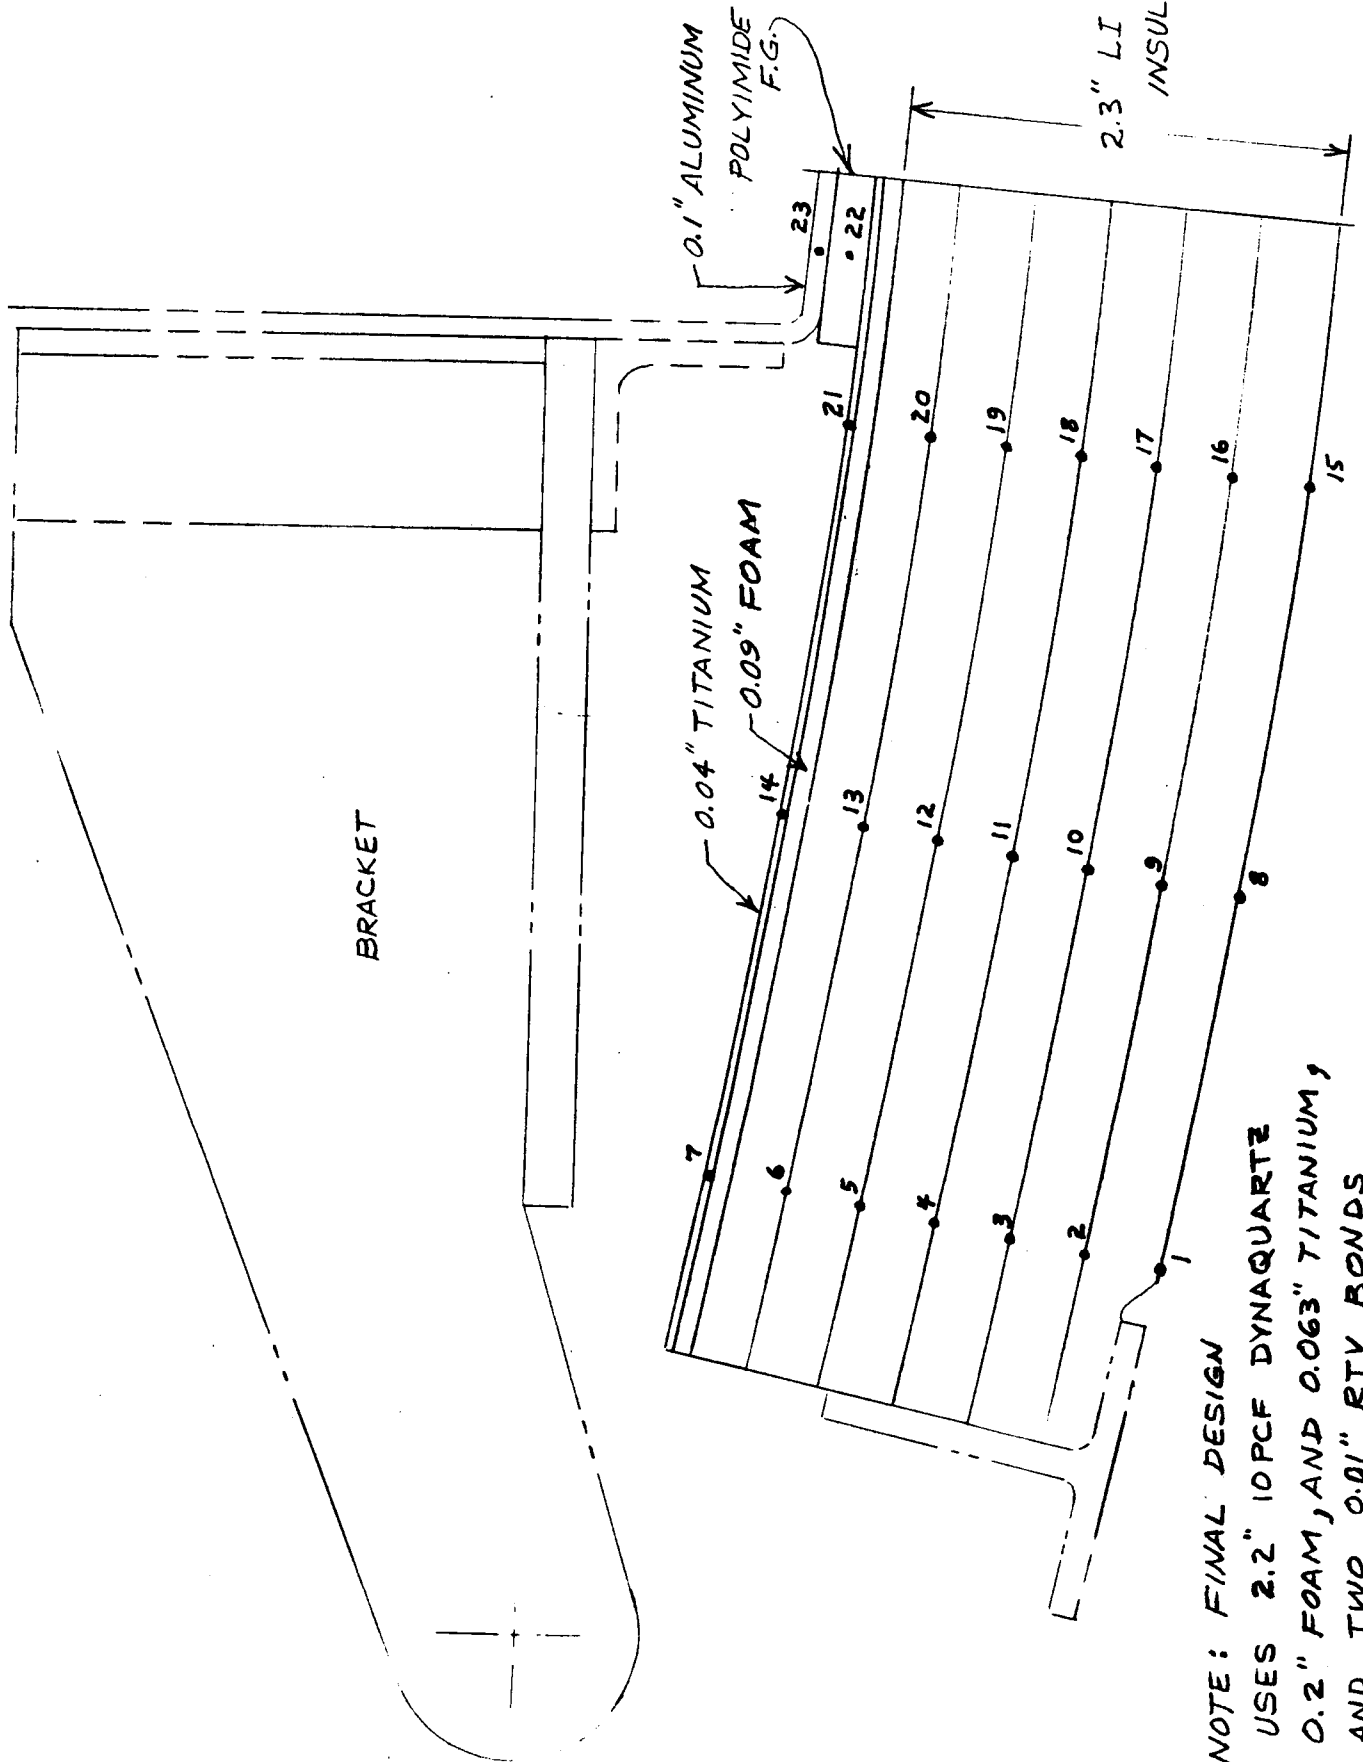 0.1" ALUMINUM
POLYIMIDE
F.G.
2.3" LI
INSUL
23
22
21
20
19
18
17
16
15
0.04" TITANIUM
0.09" FOAM
14
13
12
11
10
9
8
BRACKET
7
6
5
4
3
2
1
NOTE: FINAL DESIGN
USES 2.2" 10PCF DYNAQUARTZ
0.2" FOAM, AND 0.063" TITANIUM,
AND TWO 0.01" RTV BONDS